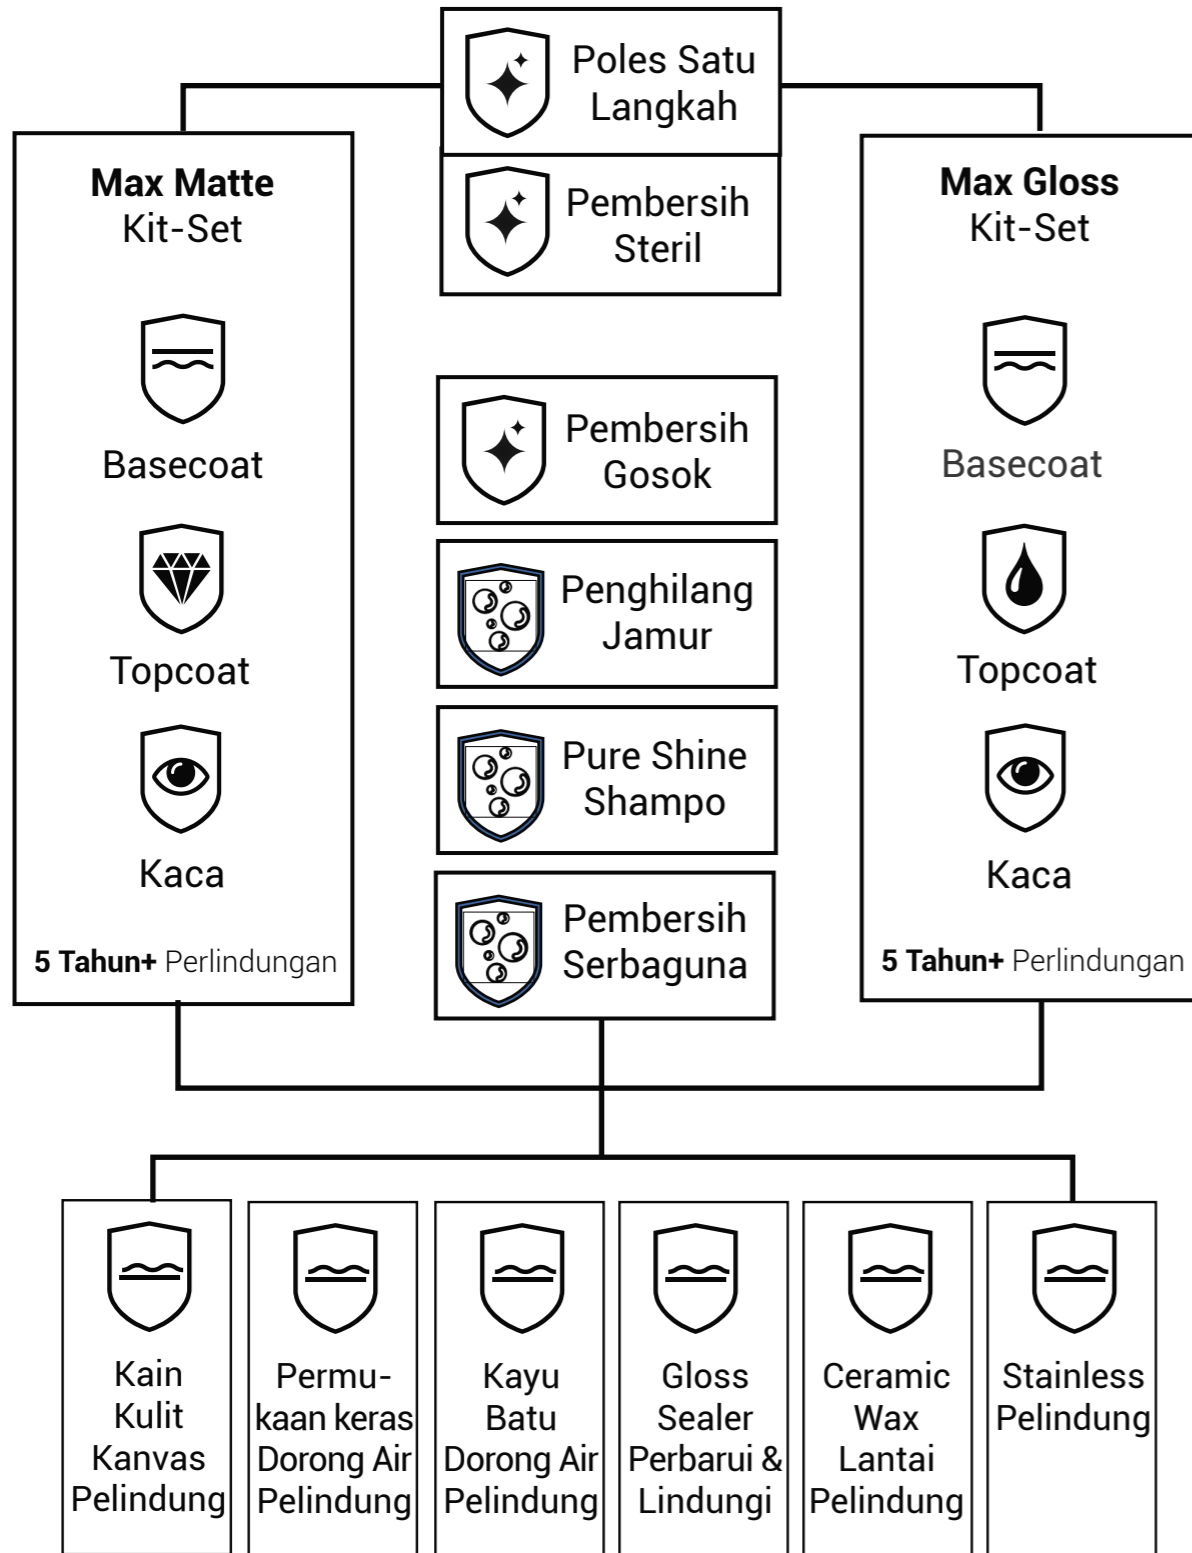 Poles Satu
Langkah
Pembersih
Steril
Max Matte
Kit-Set
Basecoat
Topcoat
Kaca
5 Tahun+ Perlindungan
Pembersih
Gosok
Penghilang
Jamur
Pure Shine
Shampo
Pembersih
Serbaguna
Max Gloss
Kit-Set
Basecoat
Topcoat
Kaca
5 Tahun+ Perlindungan
Kain
Kulit
Kanvas
Pelindung
Permu-
kaan keras
Dorong Air
Pelindung
Kayu
Batu
Dorong Air
Pelindung
Gloss
Sealer
Perbarui &
Lindungi
Ceramic
Wax
Lantai
Pelindung
Stainless
Pelindung